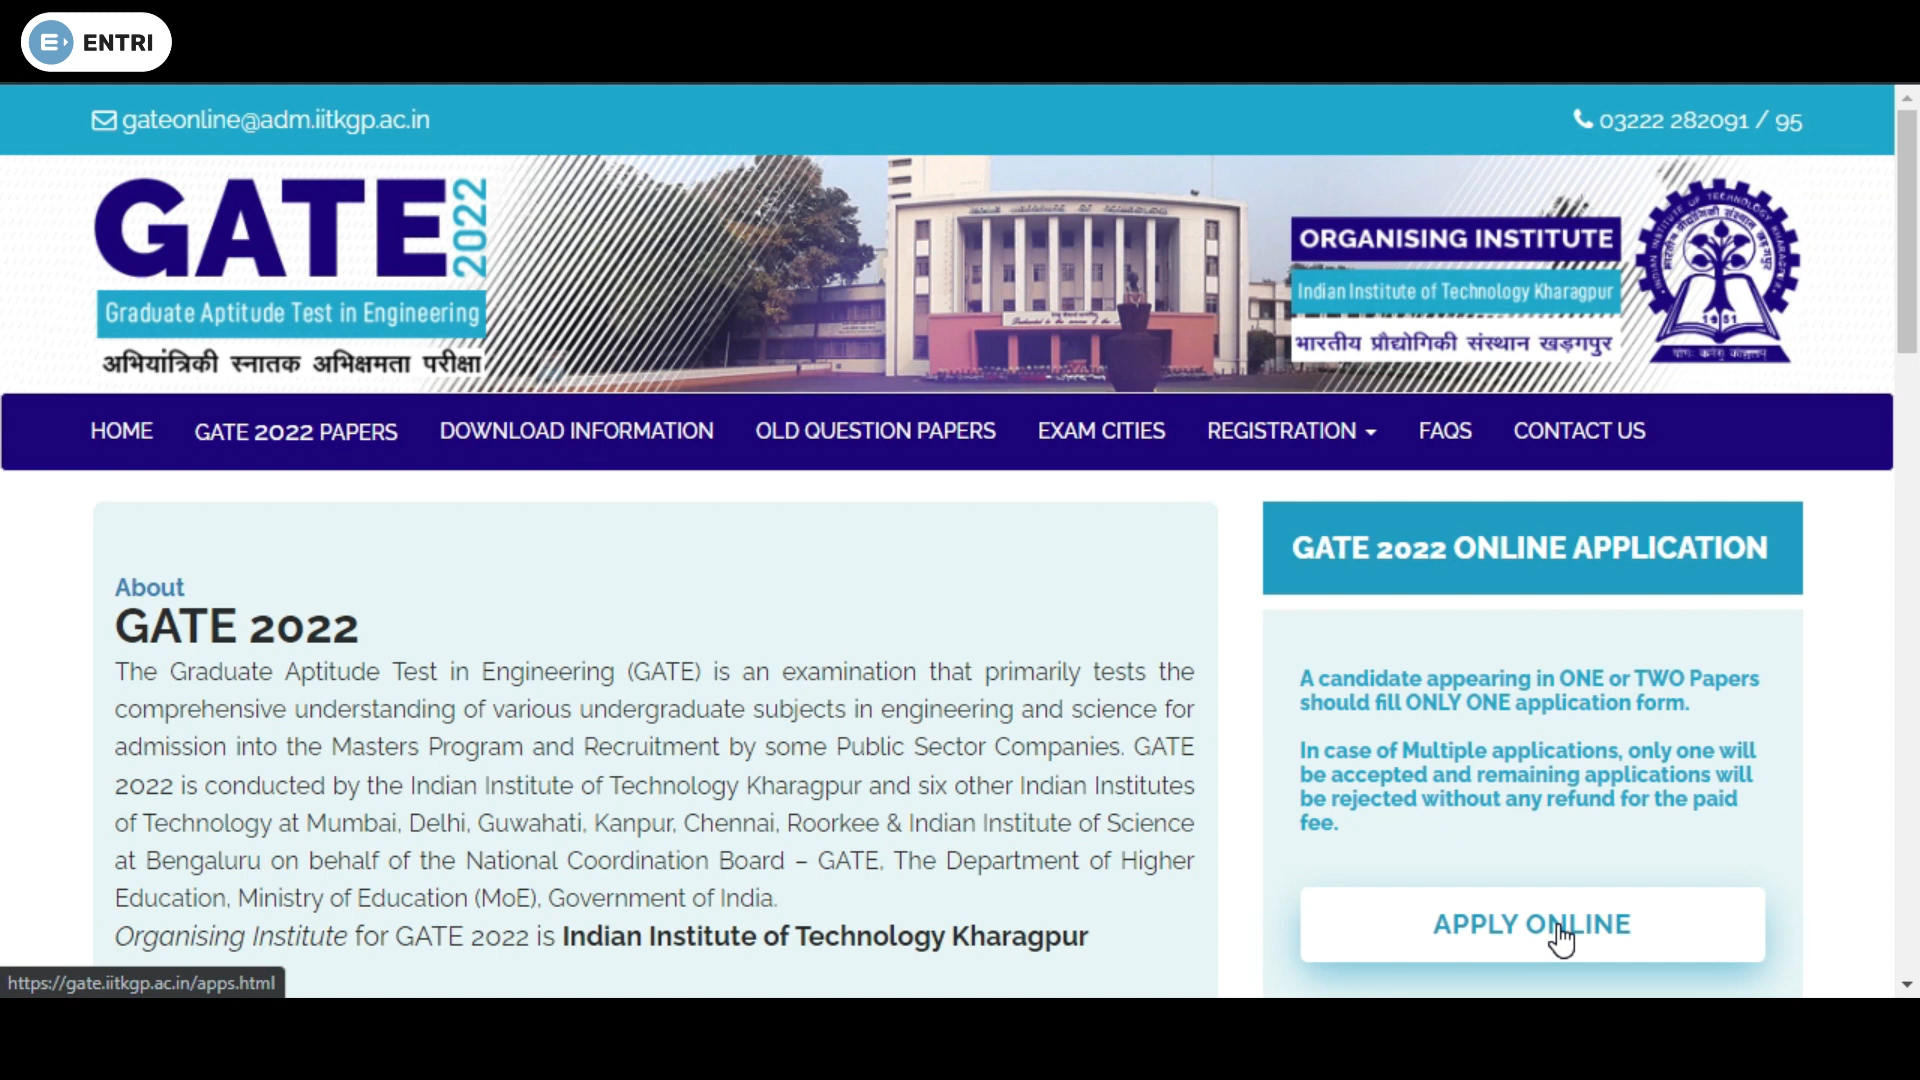 ENTRI
gateonline@adm.iitkgp.ac.in
03222 282091 / 95
GATE 2022
Graduate Aptitude Test in Engineering
अभियांत्रिकी स्नातक अभिक्षमता परीक्षा
ORGANISING INSTITUTE
Indian Institute of Technology Kharagpur
भारतीय प्रौद्योगिकी संस्थान खड़गपुर
1951
HOME GATE 2022 PAPERS DOWNLOAD INFORMATION OLD QUESTION PAPERS EXAM CITIES REGISTRATION FAQS CONTACT US
About
GATE 2022
The Graduate Aptitude Test in Engineering (GATE) is an examination that primarily tests the
comprehensive understanding of various undergraduate subjects in engineering and science for
admission into the Masters Program and Recruitment by some Public Sector Companies. GATE
2022 is conducted by the Indian Institute of Technology Kharagpur and six other Indian Institutes
of Technology at Mumbai, Delhi, Guwahati, Kanpur, Chennai, Roorkee & Indian Institute of Science
at Bengaluru on behalf of the National Coordination Board – GATE, The Department of Higher
Education, Ministry of Education (MoE), Government of India.
Organising Institute for GATE 2022 is Indian Institute of Technology Kharagpur
GATE 2022 ONLINE APPLICATION
A candidate appearing in ONE or TWO Papers
should fill ONLY ONE application form.
In case of Multiple applications, only one will
be accepted and remaining applications will
be rejected without any refund for the paid
fee.
APPLY ONLINE
https://gate.iitkgp.ac.in/apps.html